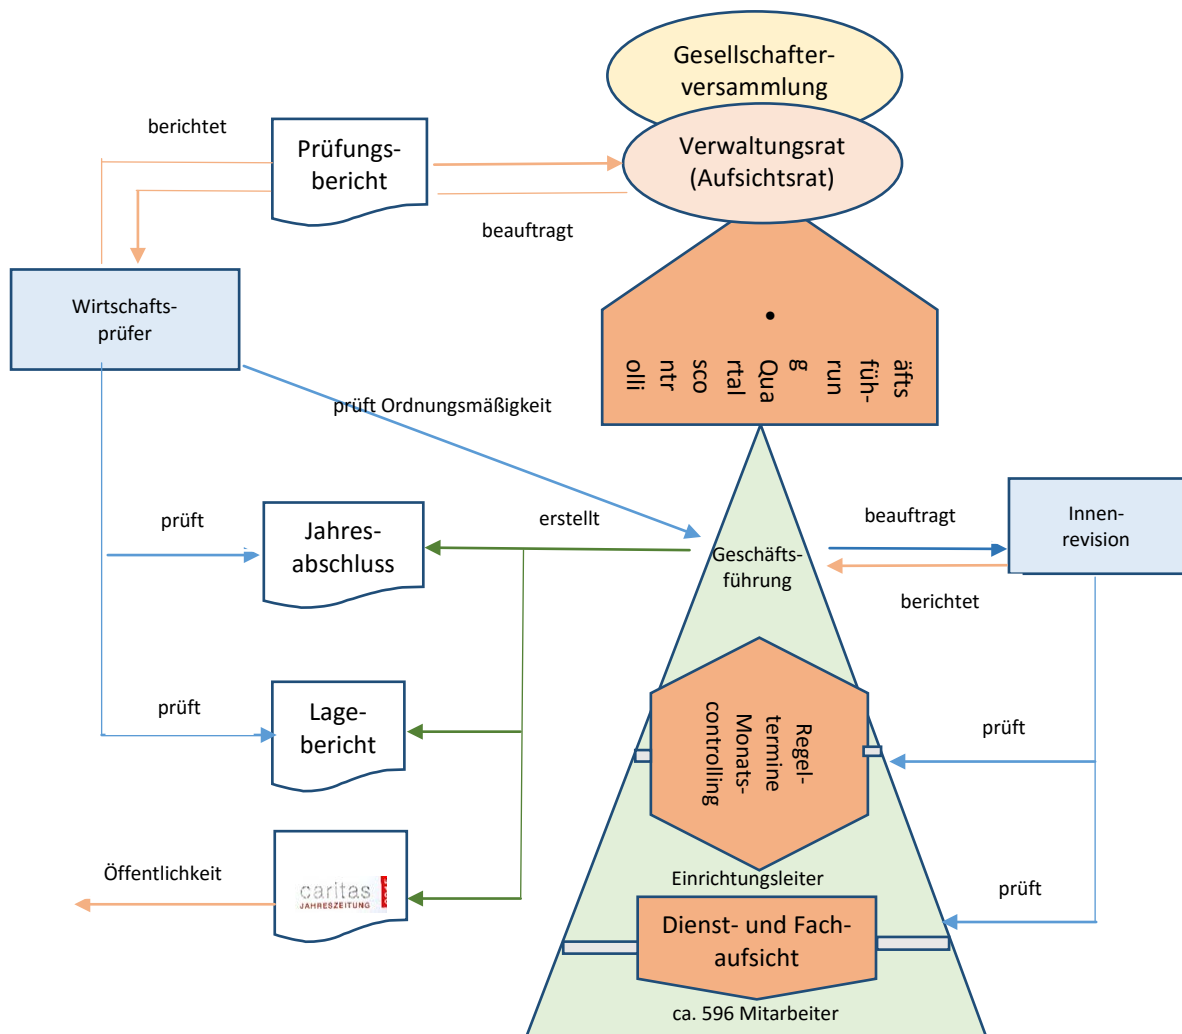 Gesellschafter-
versammlung
berichtet
Prüfungs-
bericht
Verwaltungsrat
(Aufsichtsrat)
beauftragt
Wirtschafts-
prüfer
•
äfts
füh-
run
g
Qua
rtal
sco
ntr
olli
prüft Ordnungsmäßigkeit
prüft
Jahres-
abschluss
erstellt
Geschäfts-
führung
beauftragt
Innen-
revision
berichtet
prüft
Lage-
bericht
Regel-
termine
Monats-
controlling
prüft
Öffentlichkeit
caritas
JAHRESZEITUNG
Einrichtungsleiter
prüft
Dienst- und Fach-
aufsicht
ca. 596 Mitarbeiter